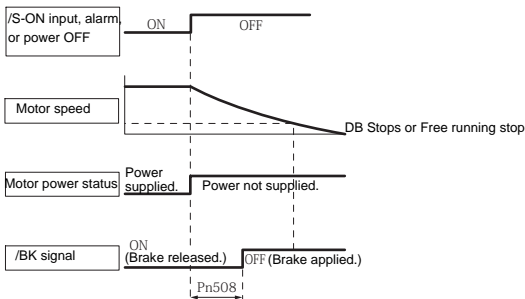 /S-ON input, alarm,
or power OFF
ON
OFF
Motor speed
DB Stops or Free running stop
Motor power status
Power
supplied.
Power not supplied.
/BK signal
ON
(Brake released.)
OFF (Brake applied.)
Pn508